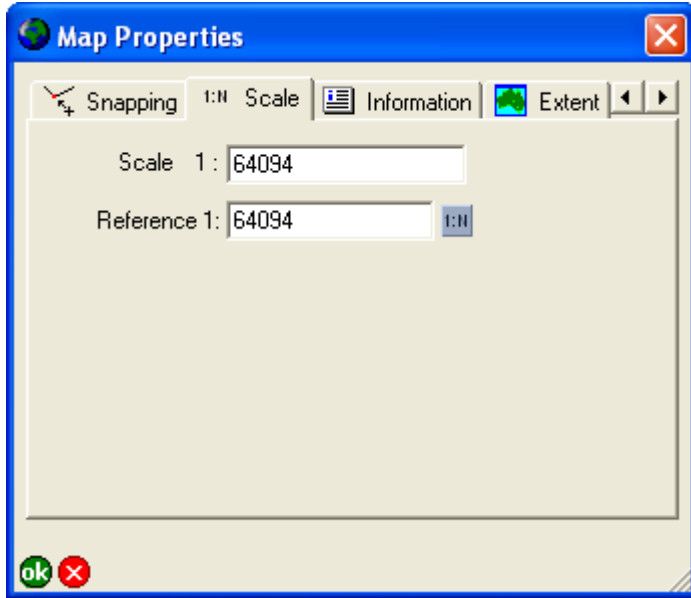 Map Properties
Snapping 1:N Scale Information Extent
Scale 1: 64094
Reference 1: 64094 1:N
ok